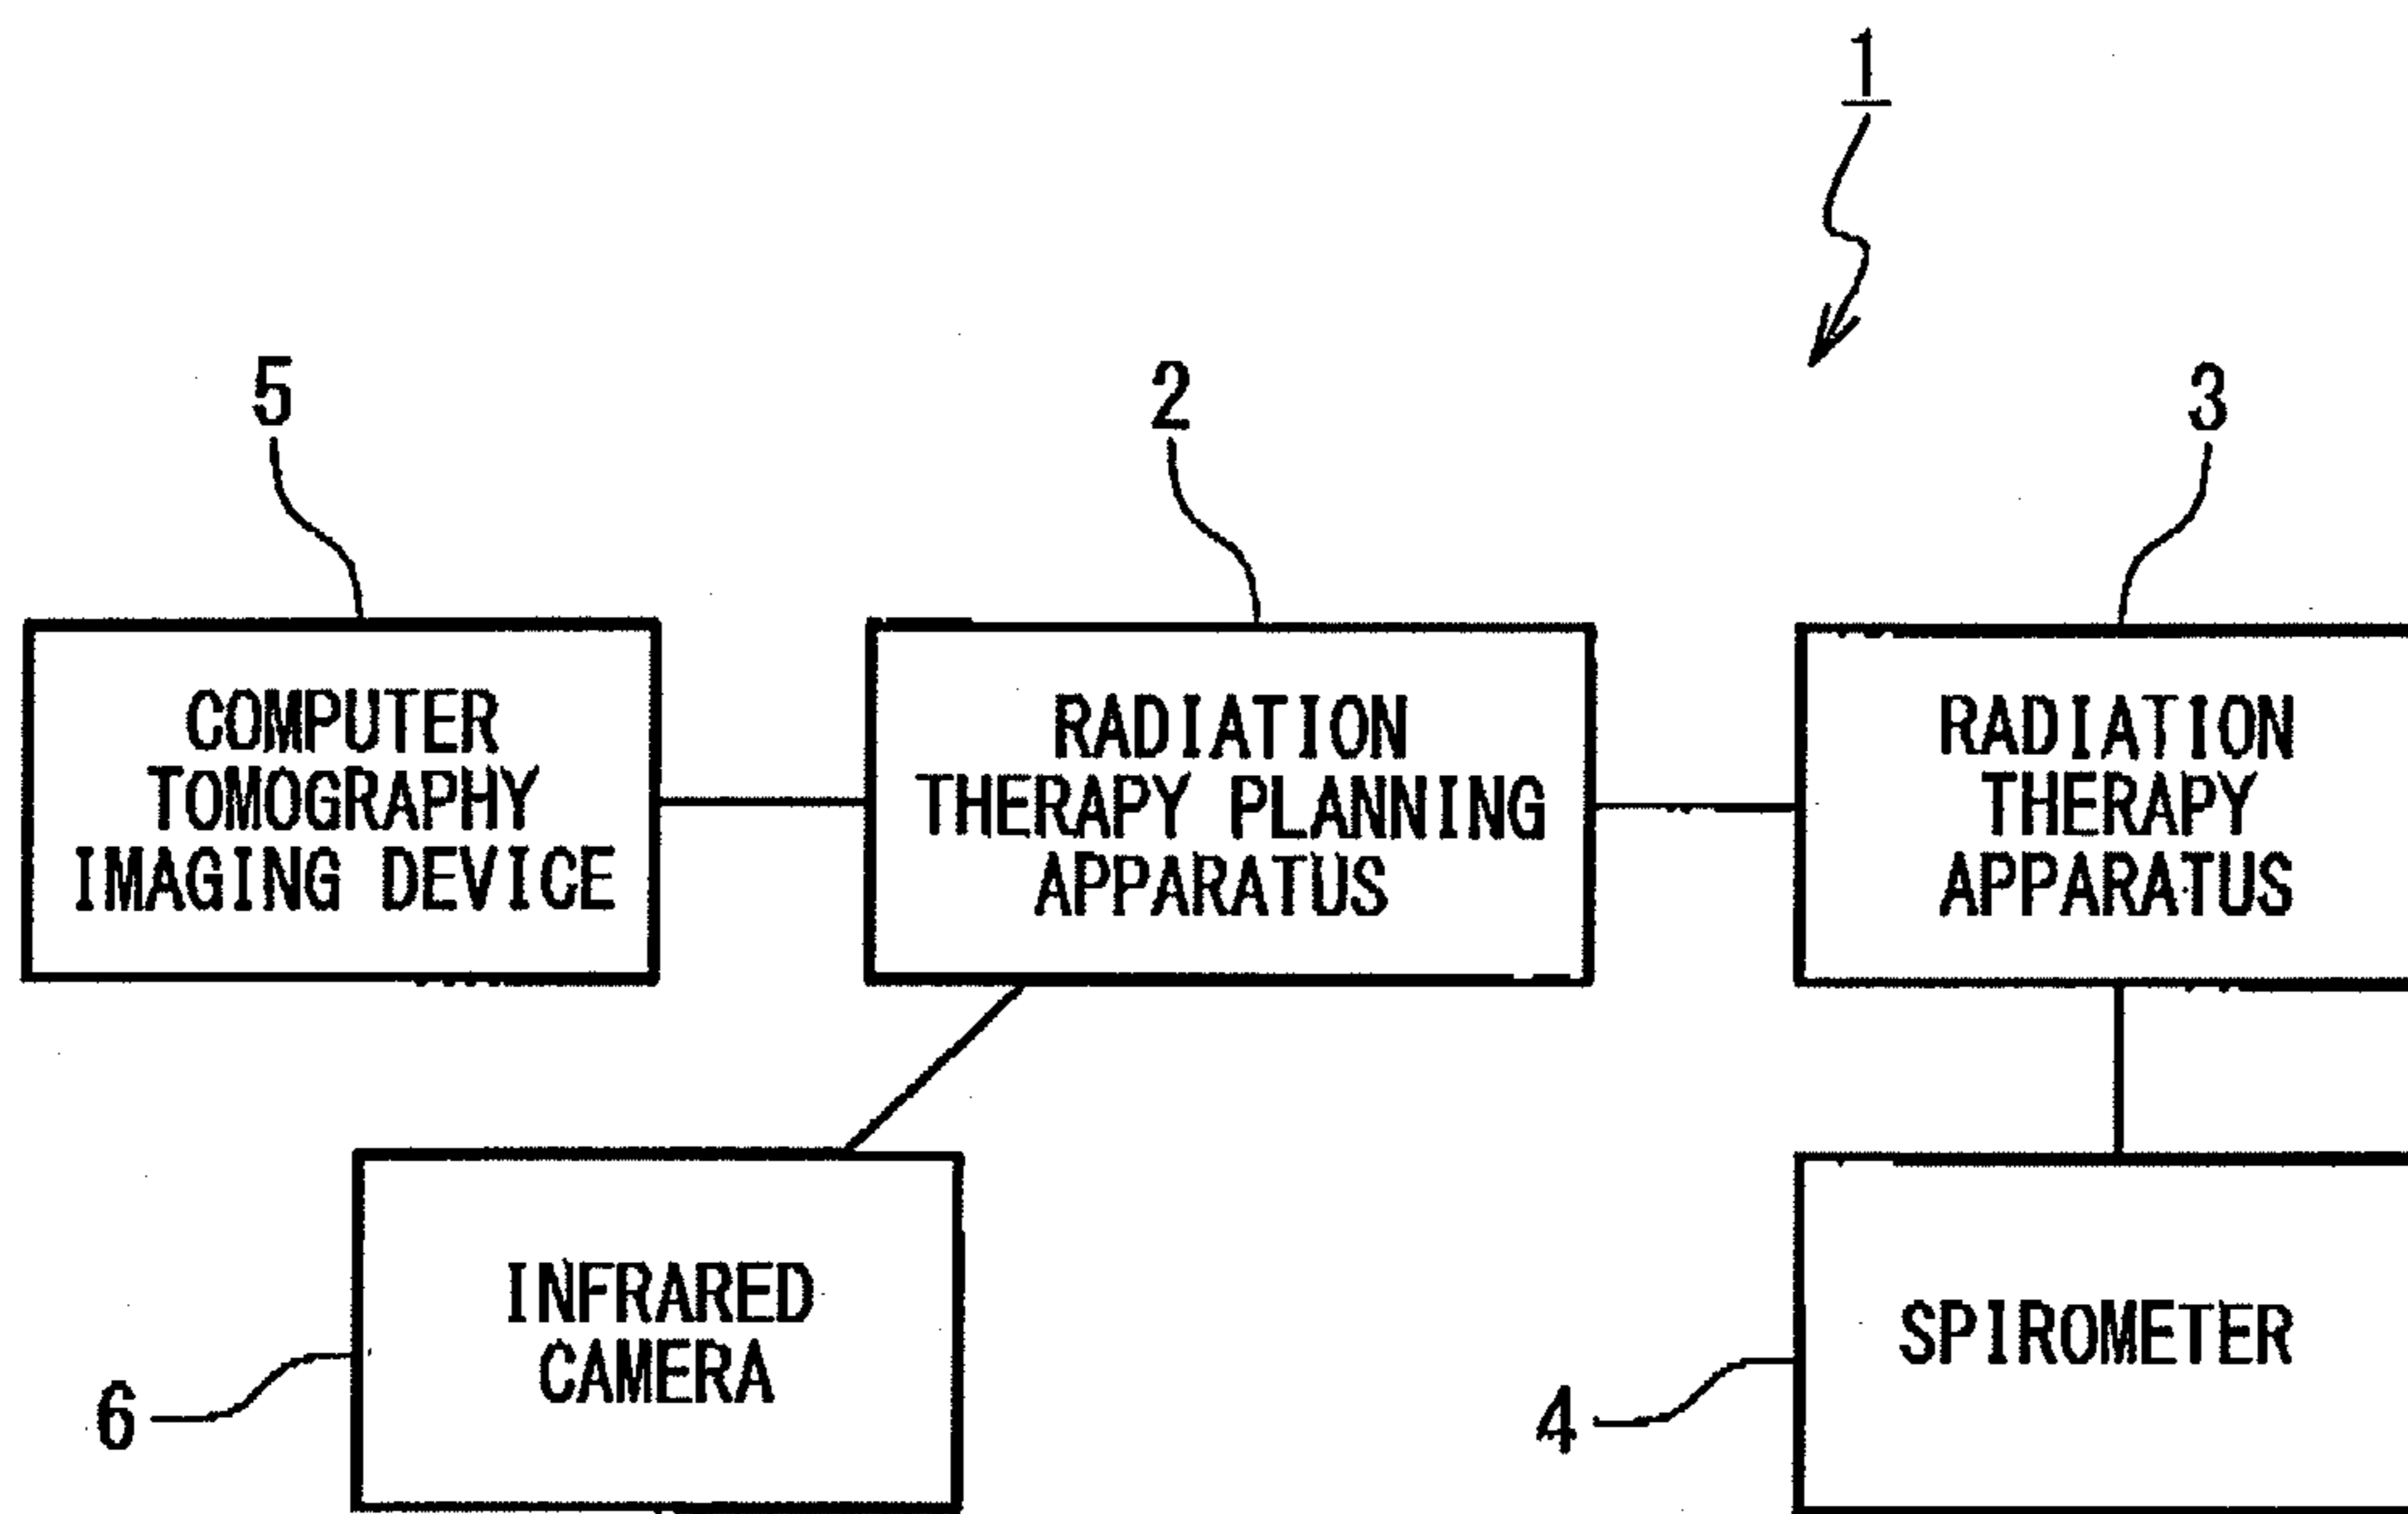 1
5
2
3
COMPUTER
TOMOGRAPHY
IMAGING DEVICE
RADIATION
THERAPY PLANNING
APPARATUS
RADIATION
THERAPY
APPARATUS
INFRARED
CAMERA
6
SPIROMETER
4